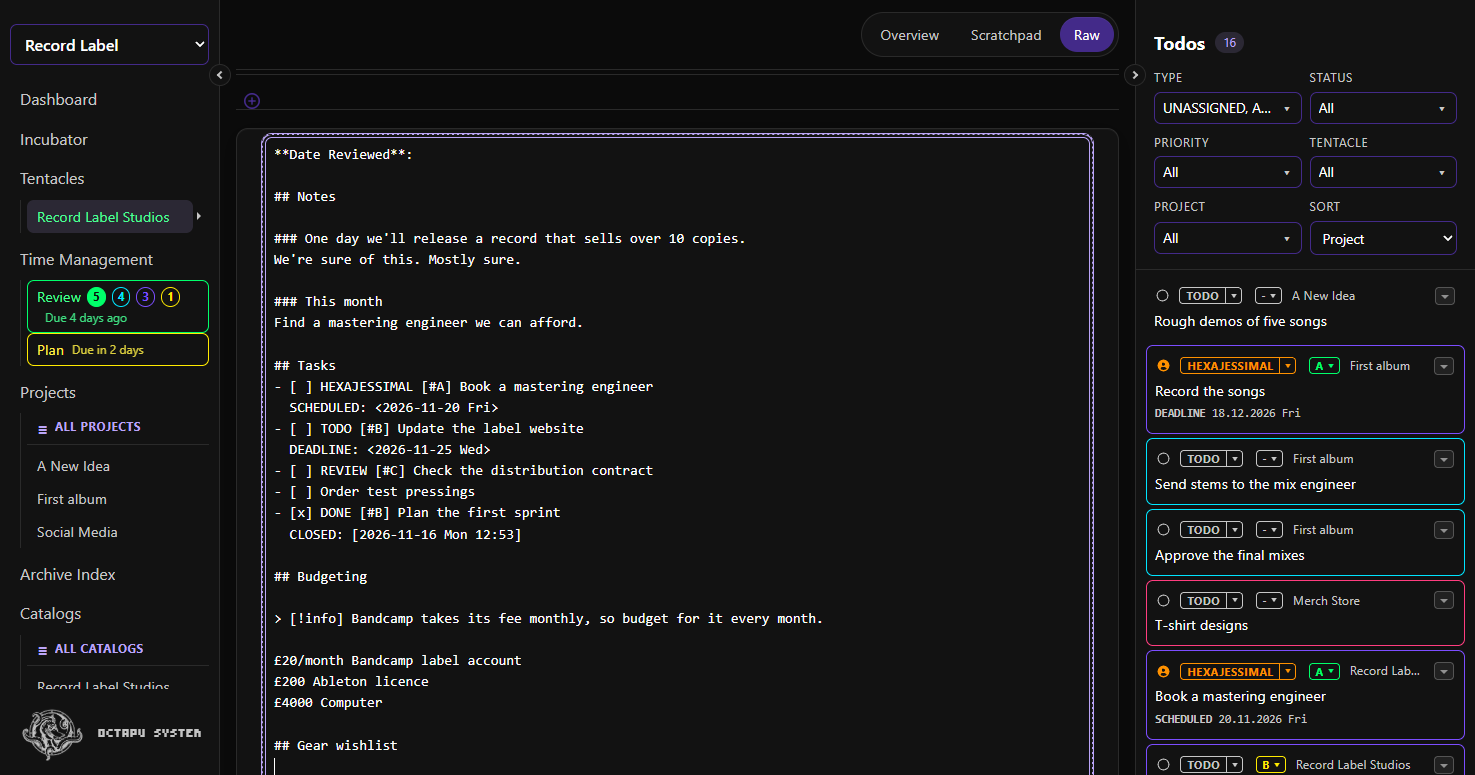 Record Label
Dashboard
Incubator
Tentacles
Record Label Studios
Time Management
Review 5 4 3 1
Due 4 days ago
Plan Due in 2 days
Projects
ALL PROJECTS
A New Idea
First album
Social Media
Archive Index
Catalogs
ALL CATALOGS
Record Label Studios
OCTAPU SYSTEM
Overview Scratchpad Raw
**Date Reviewed**:
## Notes
### One day we'll release a record that sells over 10 copies.
We're sure of this. Mostly sure.
### This month
Find a mastering engineer we can afford.
## Tasks
- [ ] HEXAJESSIMAL [#A] Book a mastering engineer
SCHEDULED: <2026-11-20 Fri>
- [ ] TODO [#B] Update the label website
DEADLINE: <2026-11-25 Wed>
- [ ] REVIEW [#C] Check the distribution contract
- [ ] Order test pressings
- [x] DONE [#B] Plan the first sprint
CLOSED: [2026-11-16 Mon 12:53]
## Budgeting
> [!info] Bandcamp takes its fee monthly, so budget for it every month.
£20/month Bandcamp label account
£200 Ableton licence
£4000 Computer
## Gear wishlist
Todos 16
TYPE STATUS
UNASSIGNED, A... All
PRIORITY TENTACLE
All All
PROJECT SORT
All Project
TODO - A New Idea
Rough demos of five songs
HEXAJESSIMAL A First album
Record the songs
DEADLINE 18.12.2026 Fri
TODO - First album
Send stems to the mix engineer
TODO - First album
Approve the final mixes
TODO - Merch Store
T-shirt designs
HEXAJESSIMAL A Record Lab...
Book a mastering engineer
SCHEDULED 20.11.2026 Fri
TODO B Record Label Studios